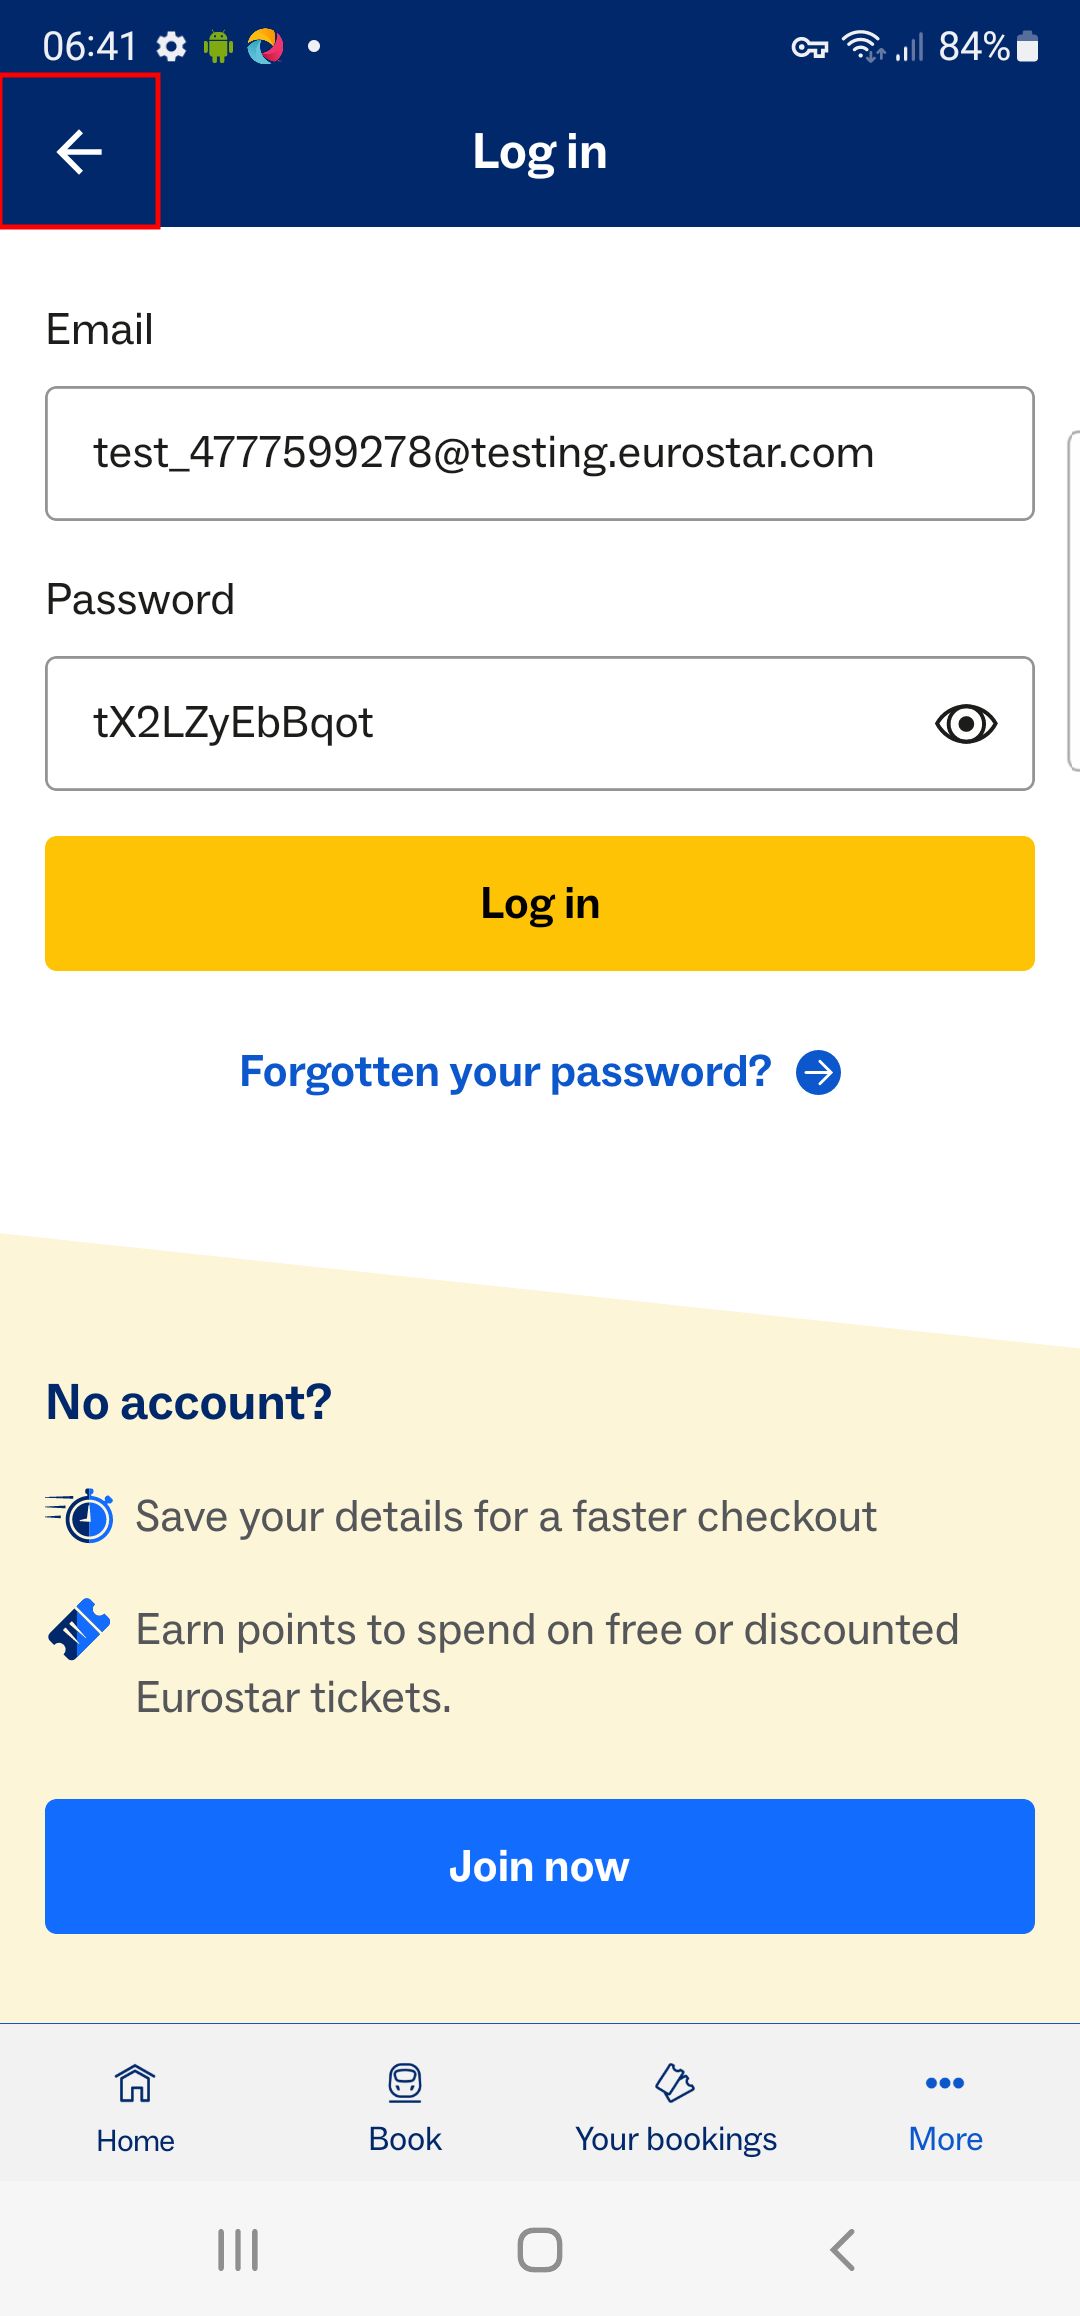 06:41
84%
Log in
Email
test_4777599278@testing.eurostar.com
Password
tX2LZyEbBqot
Log in
Forgotten your password?
No account?
Save your details for a faster checkout
Earn points to spend on free or discounted
Eurostar tickets.
Join now
Home
Book
Your bookings
More